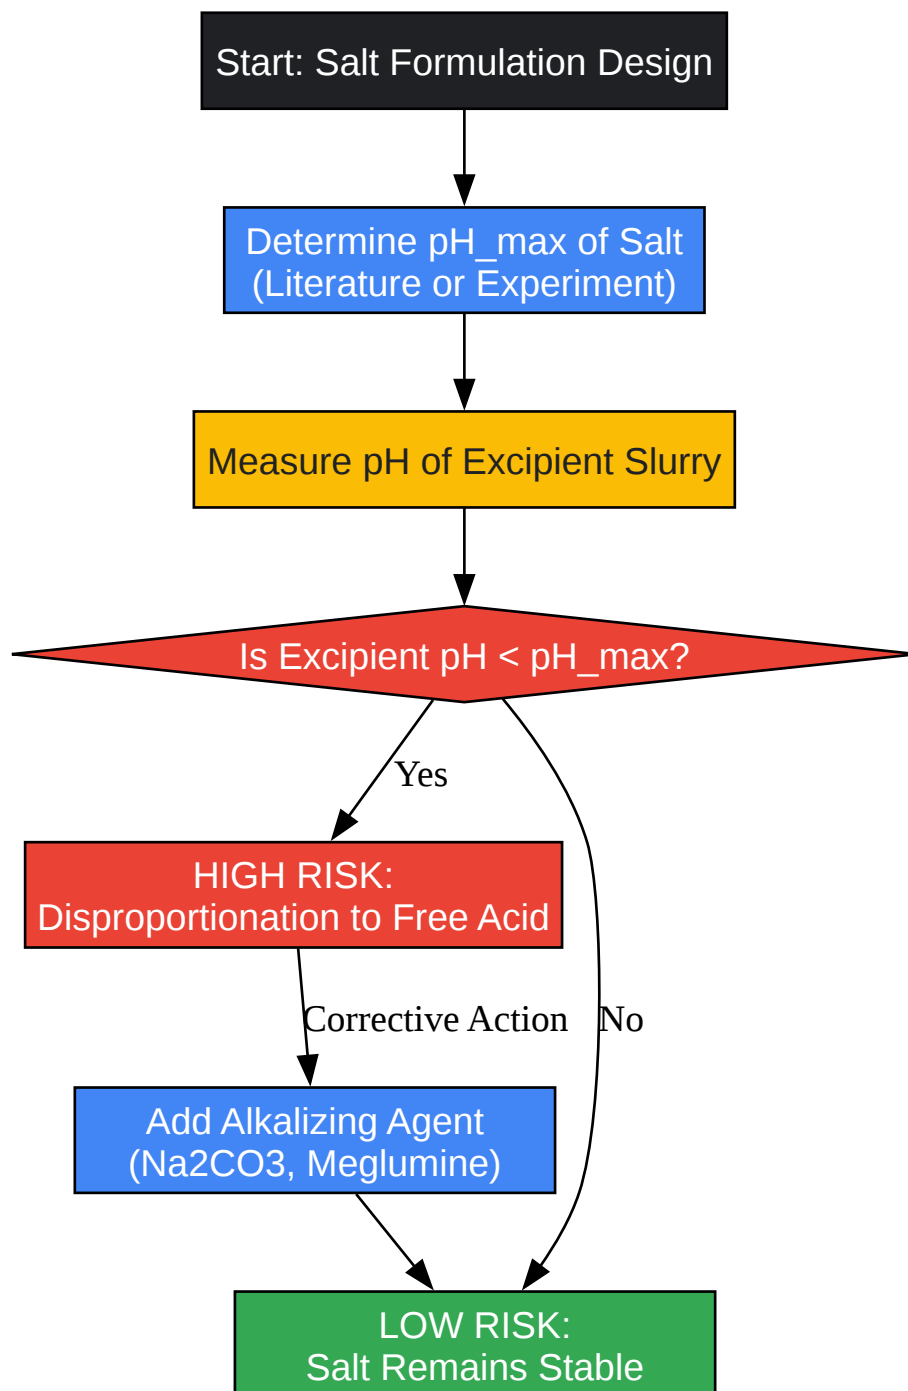 Start: Salt Formulation Design
Determine pH_max of Salt
(Literature or Experiment)
Measure pH of Excipient Slurry
Is Excipient pH < pH_max?
Yes
HIGH RISK:
Disproportionation to Free Acid
Corrective Action
No
Add Alkalizing Agent
(Na2CO3, Meglumine)
LOW RISK:
Salt Remains Stable